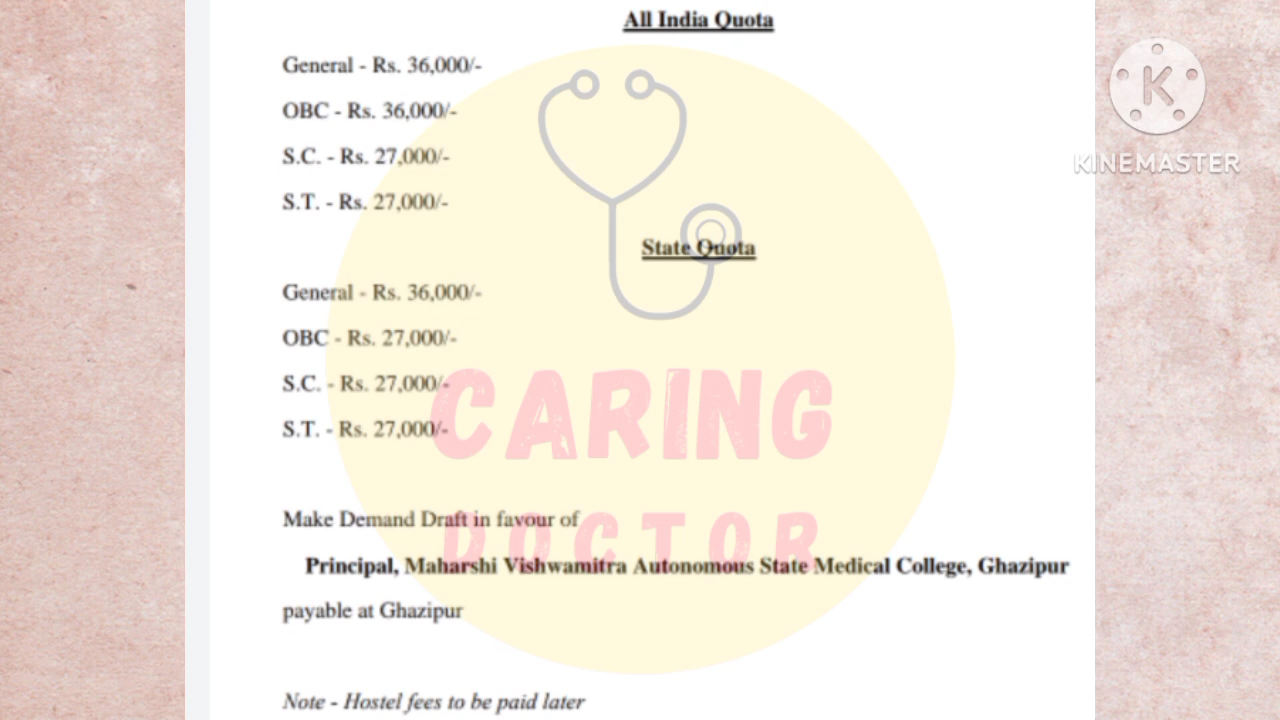 All India Quota
General - Rs. 36,000/-
OBC - Rs. 36,000/-
S.C. - Rs. 27,000/-
S.T. - Rs. 27,000/-
State Quota
General - Rs. 36,000/-
OBC - Rs. 27,000/-
S.C. - Rs. 27,000/-
S.T. - Rs. 27,000/-
CARING
Make Demand Draft in favour of
DOCTOR
Principal, Maharshi Vishwamitra Autonomous State Medical College, Ghazipur
payable at Ghazipur
Note - Hostel fees to be paid later
K
KINEMASTER